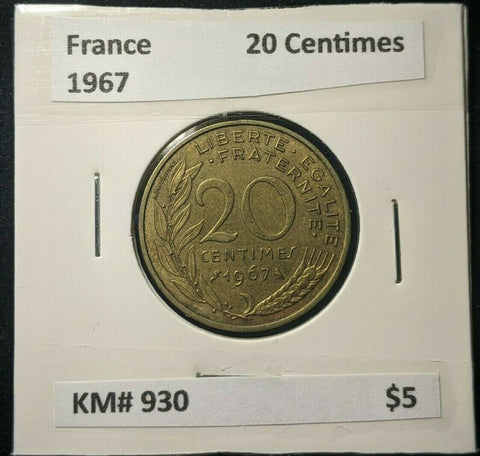 France 20 Centimes
1967
LIBERTE · EGALITE
· FRATERNITE ·
20
CENTIMES
1967
KM# 930 $5